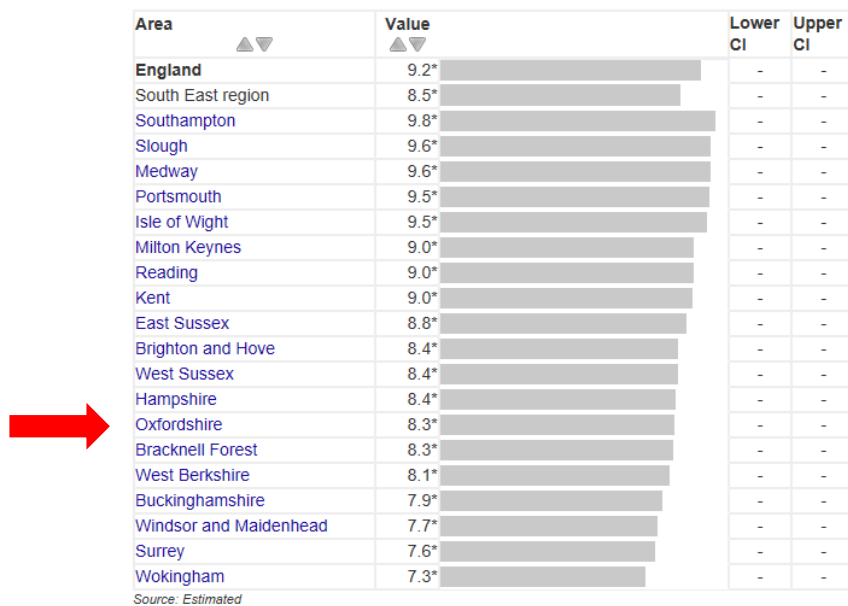 Area Value Lower CI Upper CI
England 9.2* - -
South East region 8.5* - -
Southampton 9.8* - -
Slough 9.6* - -
Medway 9.6* - -
Portsmouth 9.5* - -
Isle of Wight 9.5* - -
Milton Keynes 9.0* - -
Reading 9.0* - -
Kent 9.0* - -
East Sussex 8.8* - -
Brighton and Hove 8.4* - -
West Sussex 8.4* - -
Hampshire 8.4* - -
Oxfordshire 8.3* - -
Bracknell Forest 8.3* - -
West Berkshire 8.1* - -
Buckinghamshire 7.9* - -
Windsor and Maidenhead 7.7* - -
Surrey 7.6* - -
Wokingham 7.3* - -
Source: Estimated